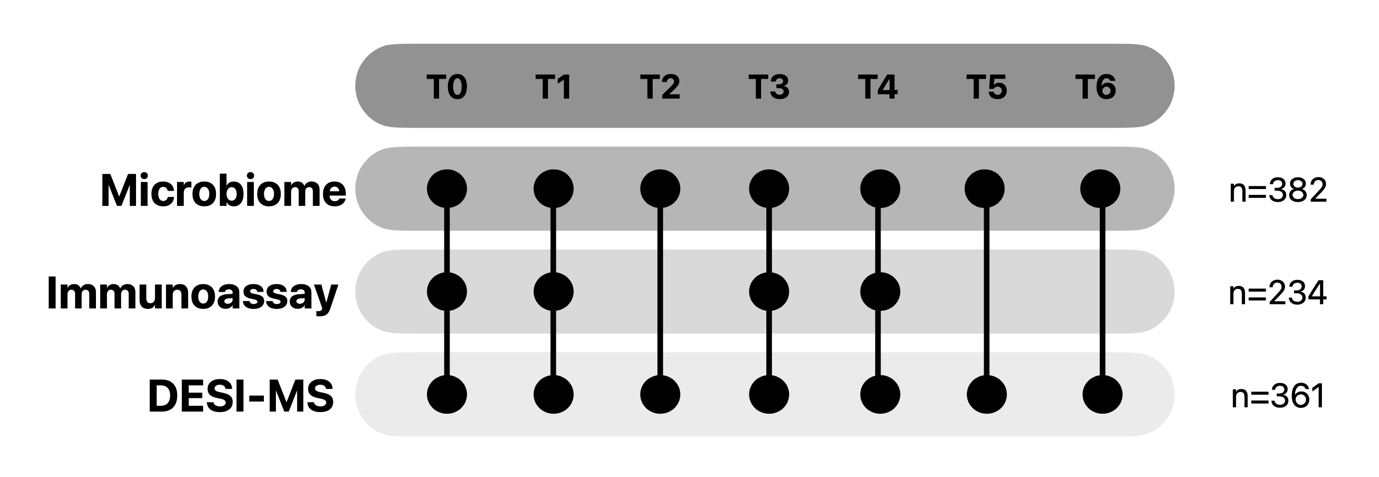 T0 T1 T2 T3 T4 T5 T6
Microbiome n=382
Immunoassay n=234
DESI-MS n=361